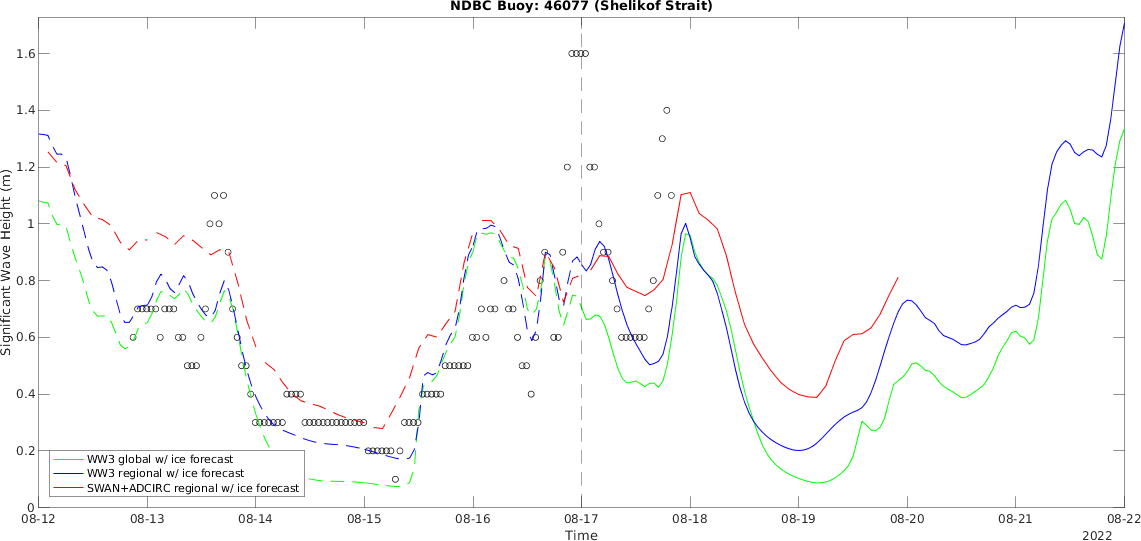 NDBC Buoy: 46077 (Shelikof Strait)
Significant Wave Height (m)
1.6
1.4
1.2
1
0.8
0.6
0.4
0.2
0
WW3 global w/ ice forecast
WW3 regional w/ ice forecast
SWAN+ADCIRC regional w/ ice forecast
08-12 08-13 08-14 08-15 08-16 08-17 08-18 08-19 08-20 08-21 08-22
Time
2022